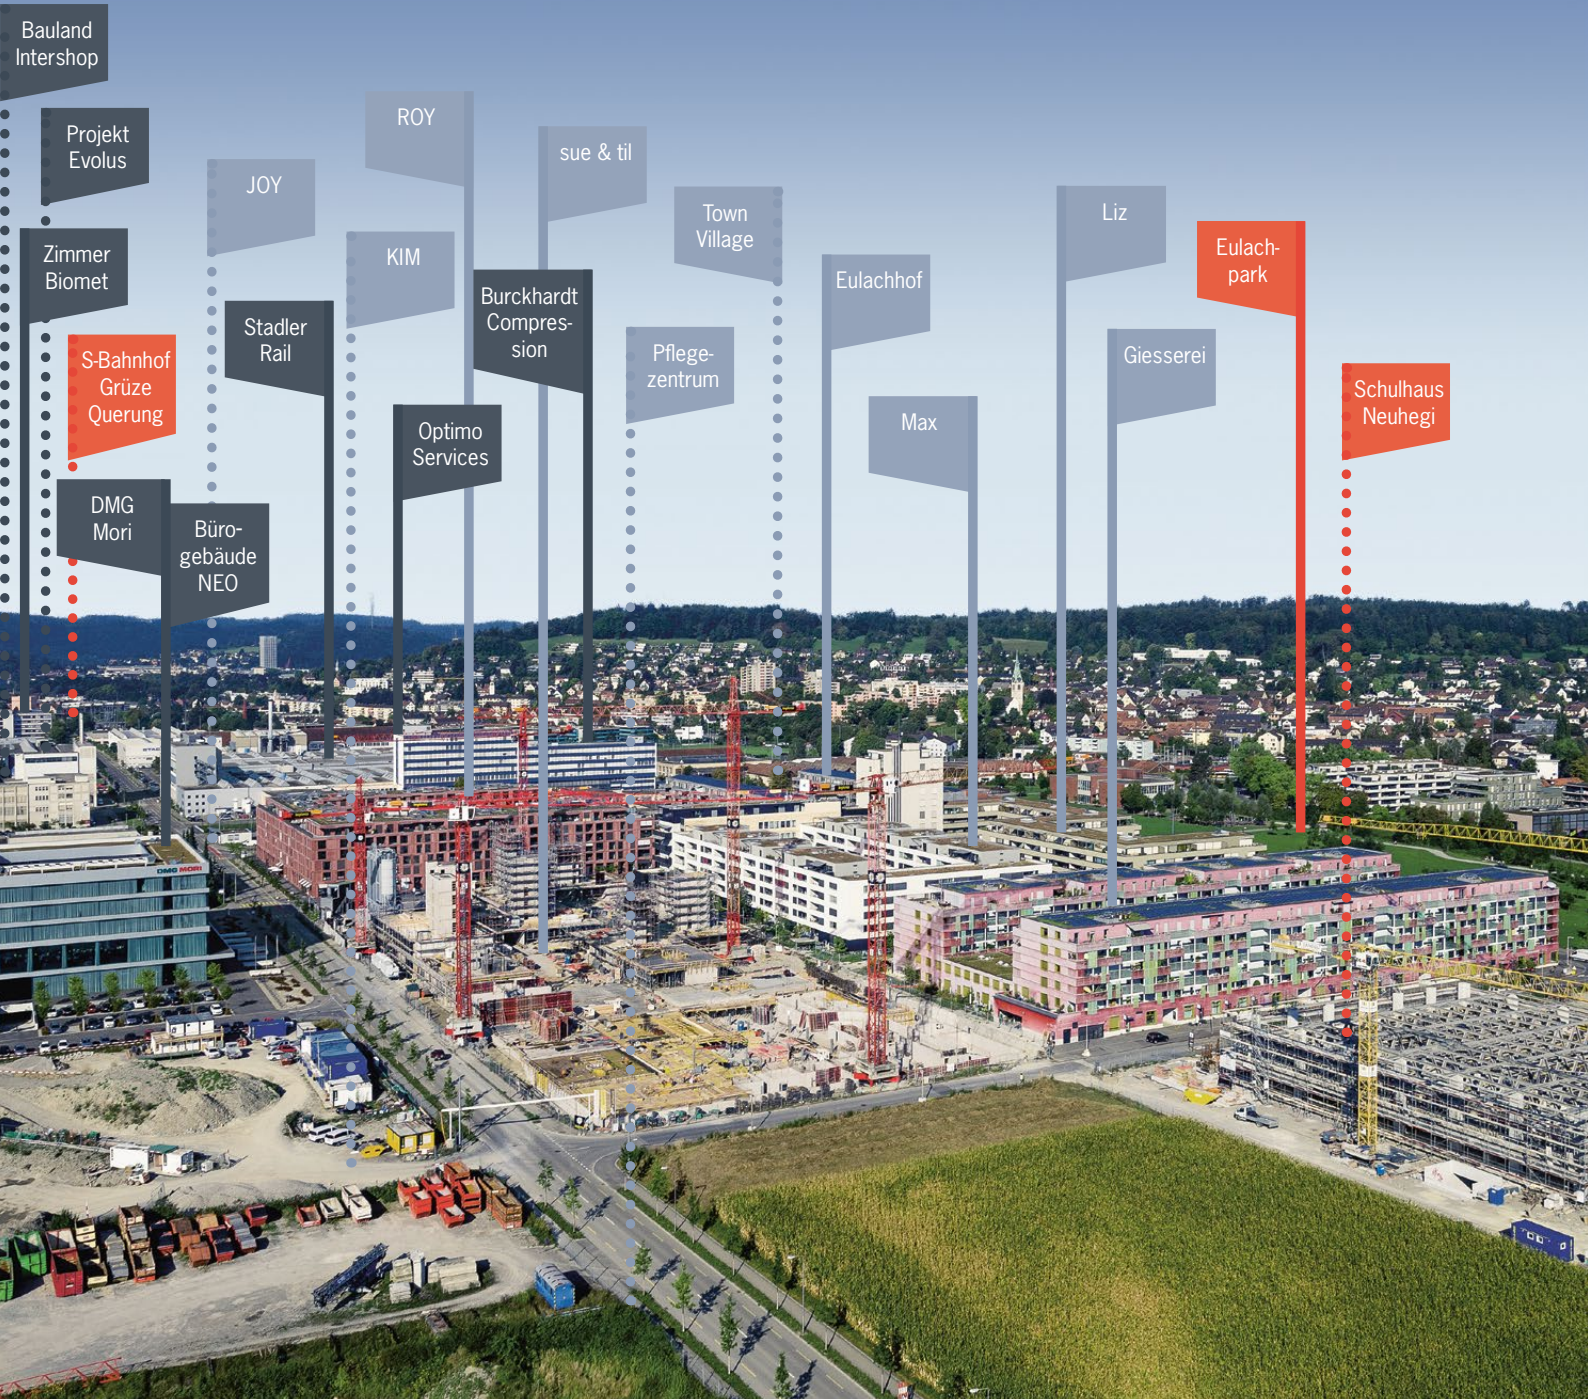 Bauland
Intershop
Projekt
Evolus
Zimmer
Biomet
S-Bahnhof
Grüze
Querung
DMG
Mori
Büro-
gebäude
NEO
JOY
Stadler
Rail
KIM
ROY
Optimo
Services
Burckhardt
Compres-
sion
sue & til
Pflege-
zentrum
Town
Village
Eulachhof
Max
Liz
Giesserei
Eulach-
park
Schulhaus
Neuhegi
DMG MORI